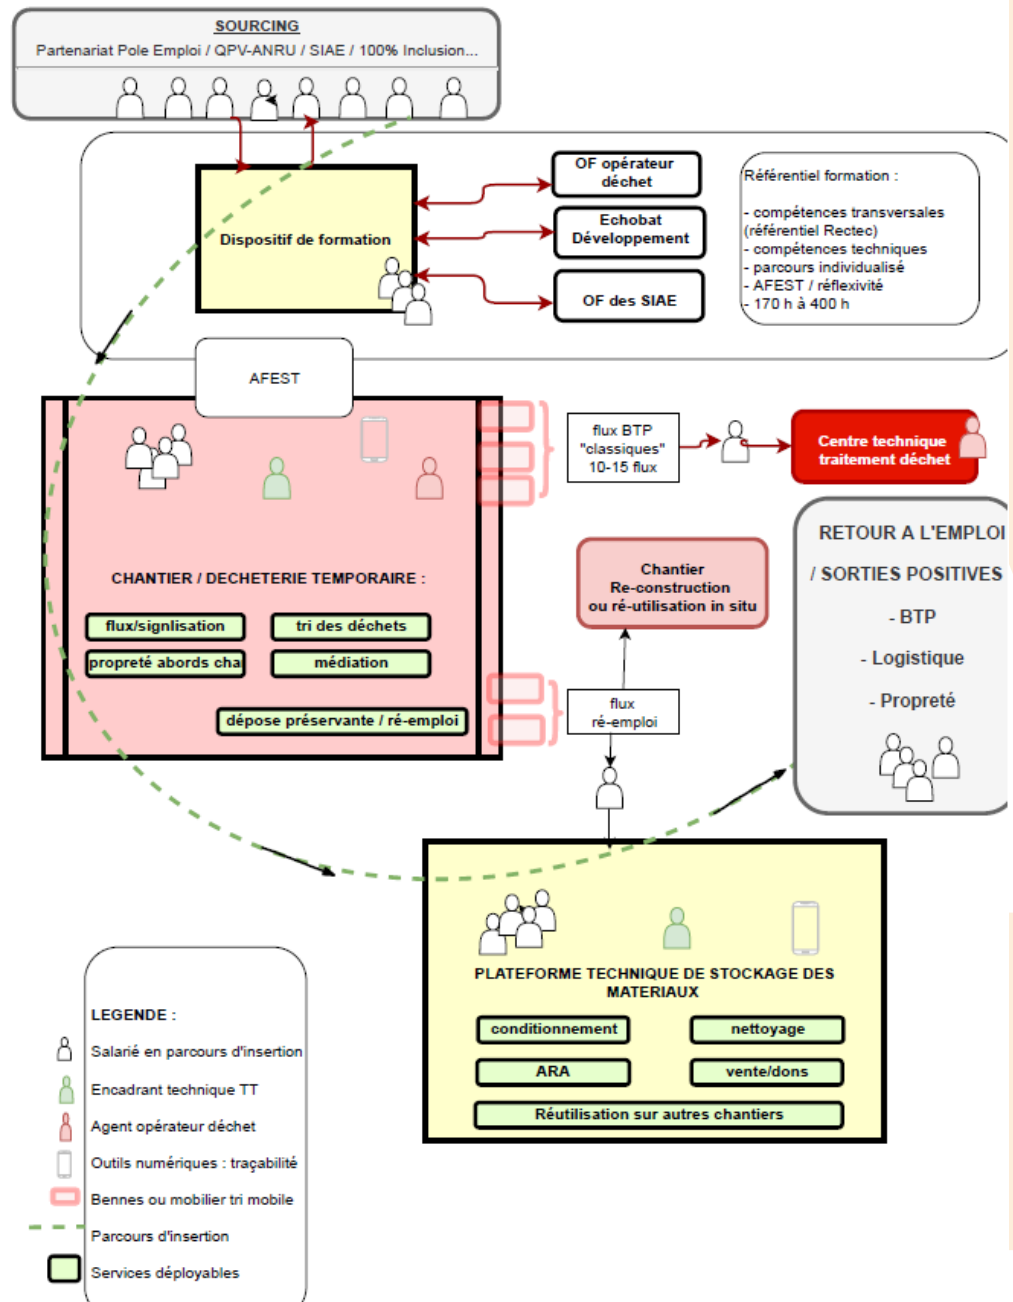 SOURCING
Partenariat Pole Emploi / QPV-ANRU / SIAE / 100% Inclusion...
Dispositif de formation
OF opérateur
déchet
Echobat
Développement
OF des SIAE
Référentiel formation :
- compétences transversales
(référentiel Rectec)
- compétences techniques
- parcours individualisé
- AFEST / réflexivité
- 170 h à 400 h
AFEST
flux BTP
"classiques"
10-15 flux
Centre technique
traitement déchet
CHANTIER / DECHETERIE TEMPORAIRE :
flux/signlisation
tri des déchets
propreté abords cha
médiation
dépose préservante / ré-emploi
Chantier
Re-construction
ou ré-utilisation in situ
flux
ré-emploi
RETOUR A L'EMPLOI
/ SORTIES POSITIVES
- BTP
- Logistique
- Propreté
PLATEFORME TECHNIQUE DE STOCKAGE DES
MATERIAUX
conditionnement
nettoyage
ARA
vente/dons
Réutilisation sur autres chantiers
LEGENDE :
Salarié en parcours d'insertion
Encadrant technique TT
Agent opérateur déchet
Outils numériques : traçabilité
Bennes ou mobilier tri mobile
Parcours d'insertion
Services déployables